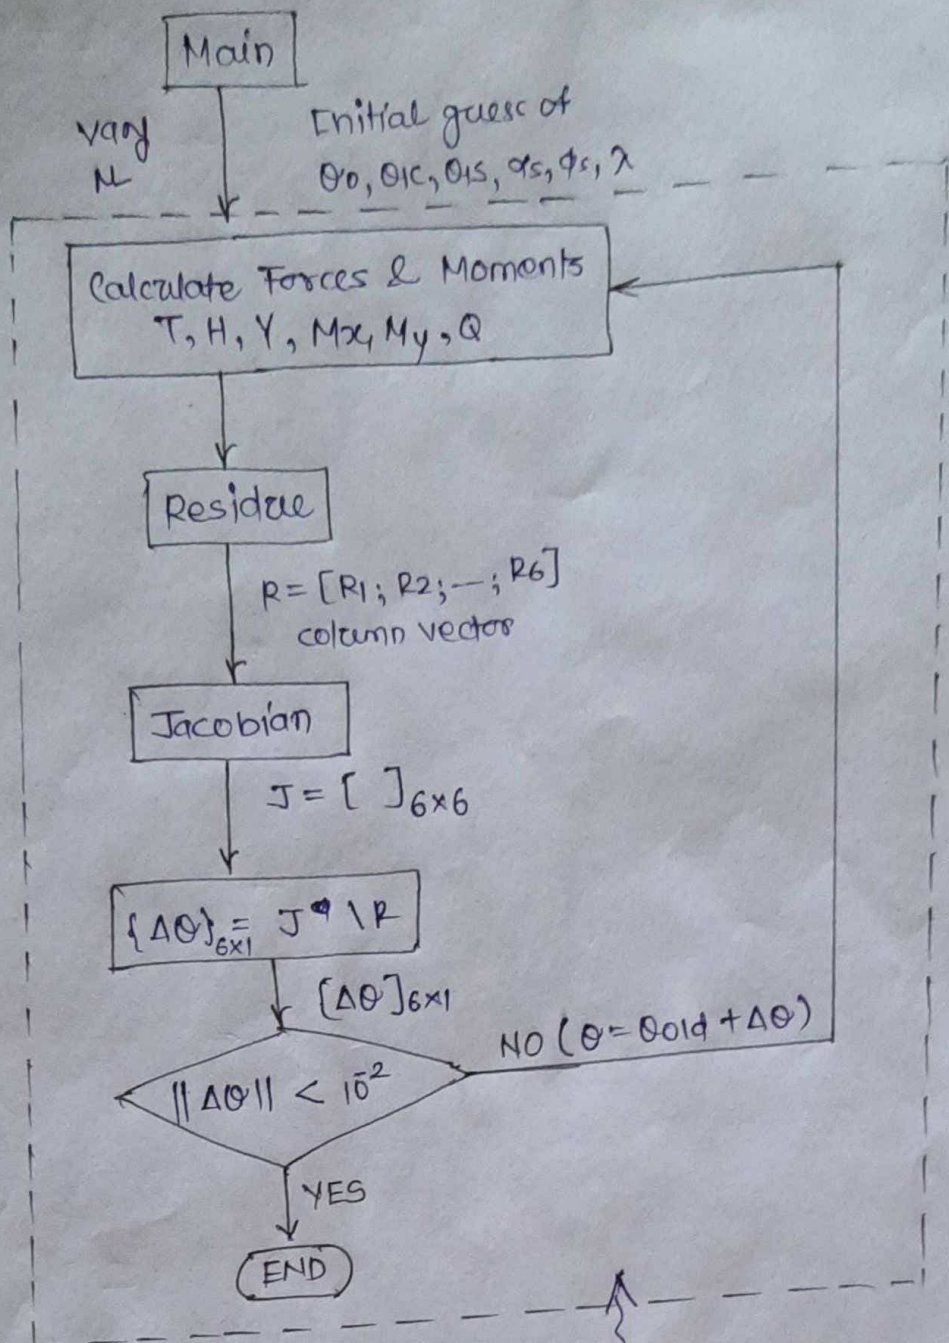 Main
vary
μ
Initial guess of
θ0, θ1c, θ1s, αs, φs, λ
Calculate Forces & Moments
T, H, Y, Mx, My, Q
Residue
R = [R1; R2; —; R6]
column vector
Jacobian
J = [ ]6×6
{Δθ}6×1 = J \ R
[Δθ]6×1
NO (θ = θold + Δθ)
||Δθ|| < 10^-2
YES
END